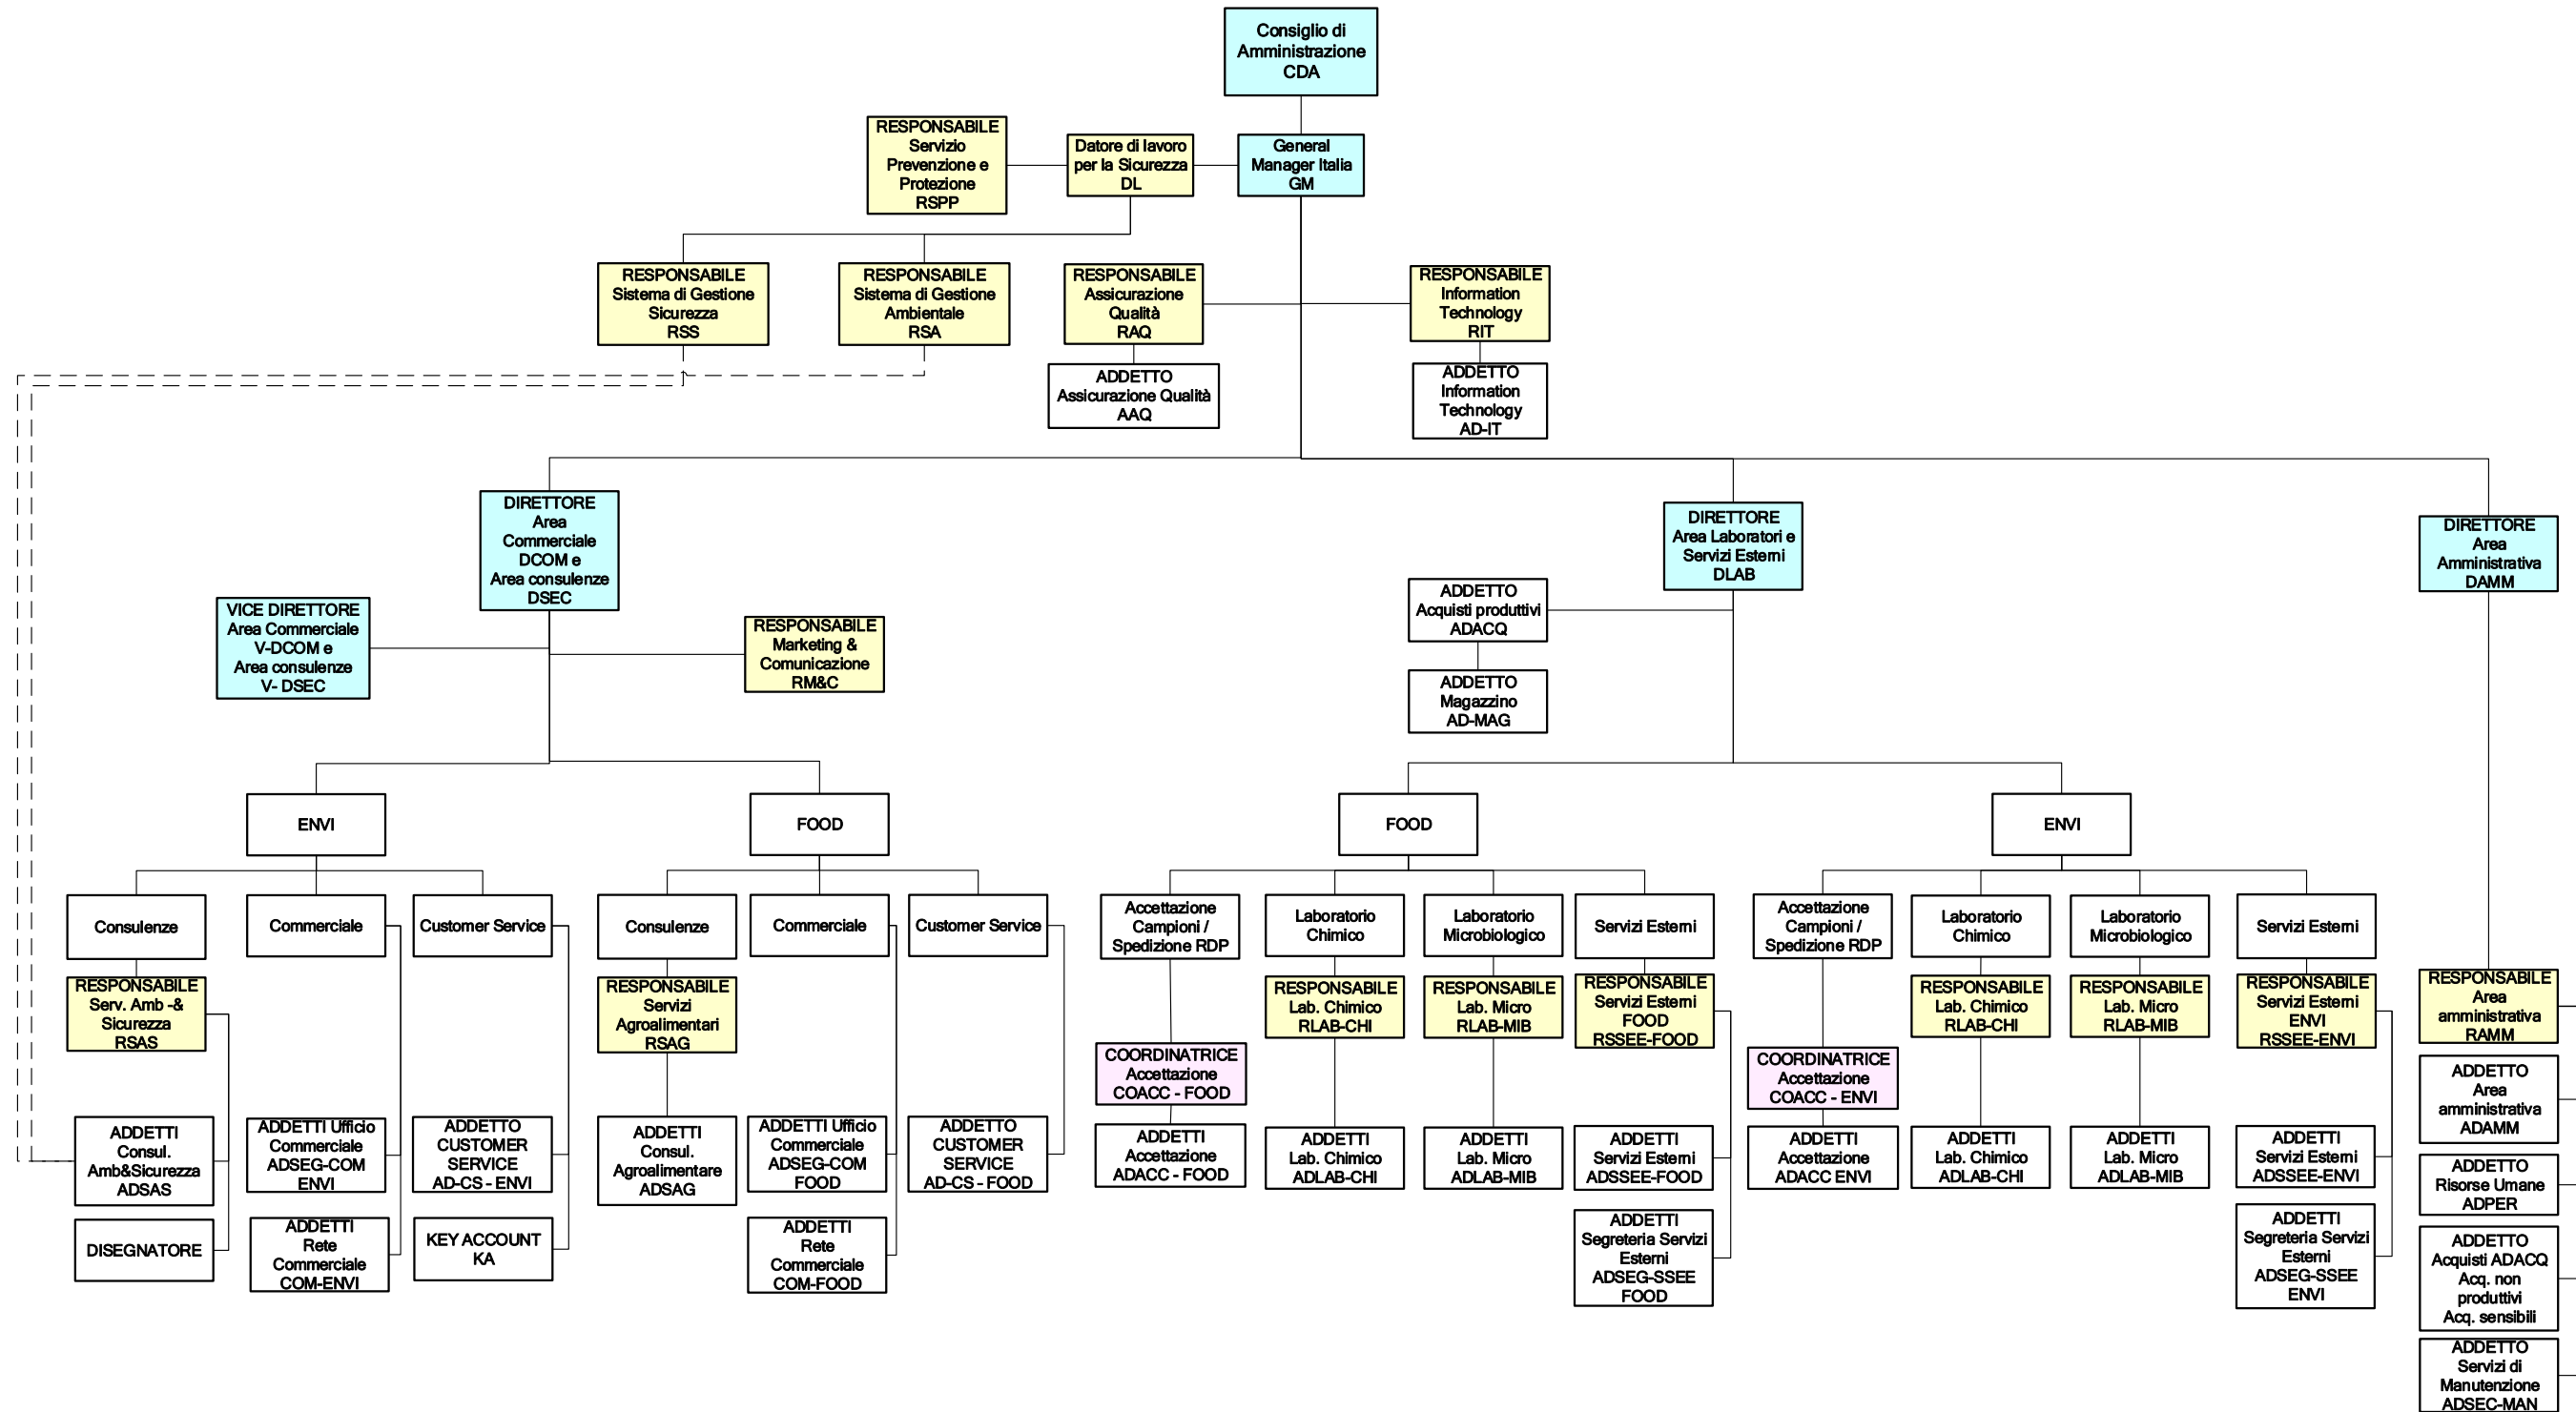 Consiglio di
Amministrazione
CDA
RESPONSABILE
Servizio
Prevenzione e
Protezione
RSPP
Datore di lavoro
per la Sicurezza
DL
General
Manager Italia
GM
RESPONSABILE
Sistema di Gestione
Sicurezza
RSS
RESPONSABILE
Sistema di Gestione
Ambientale
RSA
RESPONSABILE
Assicurazione
Qualità
RAQ
RESPONSABILE
Information
Technology
RIT
ADDETTO
Assicurazione Qualità
AAQ
ADDETTO
Information
Technology
AD-IT
DIRETTORE
Area
Commerciale
DCOM e
Area consulenze
DSEC
DIRETTORE
Area Laboratori e
Servizi Esterni
DLAB
DIRETTORE
Area
Amministrativa
DAMM
VICE DIRETTORE
Area Commerciale
V-DCOM e
Area consulenze
V- DSEC
RESPONSABILE
Marketing &
Comunicazione
RM&C
ADDETTO
Acquisti produttivi
ADACQ
ADDETTO
Magazzino
AD-MAG
ENVI
FOOD
FOOD
ENVI
Consulenze
Commerciale
Customer Service
Consulenze
Commerciale
Customer Service
Accettazione
Campioni /
Spedizione RDP
Laboratorio
Chimico
Laboratorio
Microbiologico
Servizi Esterni
Accettazione
Campioni /
Spedizione RDP
Laboratorio
Chimico
Laboratorio
Microbiologico
Servizi Esterni
RESPONSABILE
Serv. Amb -&
Sicurezza
RSAS
RESPONSABILE
Servizi
Agroalimentari
RSAG
RESPONSABILE
Lab. Chimico
RLAB-CHI
RESPONSABILE
Lab. Micro
RLAB-MIB
RESPONSABILE
Servizi Esterni
FOOD
RSSEE-FOOD
RESPONSABILE
Lab. Chimico
RLAB-CHI
RESPONSABILE
Lab. Micro
RLAB-MIB
RESPONSABILE
Servizi Esterni
ENVI
RSSEE-ENVI
RESPONSABILE
Area
amministrativa
RAMM
COORDINATRICE
Accettazione
COACC - FOOD
COORDINATRICE
Accettazione
COACC - ENVI
ADDETTO
Area
amministrativa
ADAMM
ADDETTI
Consul.
Amb&Sicurezza
ADSAS
ADDETTI Ufficio
Commerciale
ADSEG-COM
ENVI
ADDETTO
CUSTOMER
SERVICE
AD-CS - ENVI
ADDETTI
Consul.
Agroalimentare
ADSAG
ADDETTI Ufficio
Commerciale
ADSEG-COM
FOOD
ADDETTO
CUSTOMER
SERVICE
AD-CS - FOOD
ADDETTI
Accettazione
ADACC - FOOD
ADDETTI
Lab. Chimico
ADLAB-CHI
ADDETTI
Lab. Micro
ADLAB-MIB
ADDETTI
Servizi Esterni
ADSSEE-FOOD
ADDETTI
Accettazione
ADACC ENVI
ADDETTI
Lab. Chimico
ADLAB-CHI
ADDETTI
Lab. Micro
ADLAB-MIB
ADDETTI
Servizi Esterni
ADSSEE-ENVI
ADDETTO
Risorse Umane
ADPER
DISEGNATORE
ADDETTI
Rete
Commerciale
COM-ENVI
KEY ACCOUNT
KA
ADDETTI
Rete
Commerciale
COM-FOOD
ADDETTI
Segreteria Servizi
Esterni
ADSEG-SSEE
FOOD
ADDETTI
Segreteria Servizi
Esterni
ADSEG-SSEE
ENVI
ADDETTO
Acquisti ADACQ
Acq. non
produttivi
Acq. sensibili
ADDETTO
Servizi di
Manutenzione
ADSEC-MAN